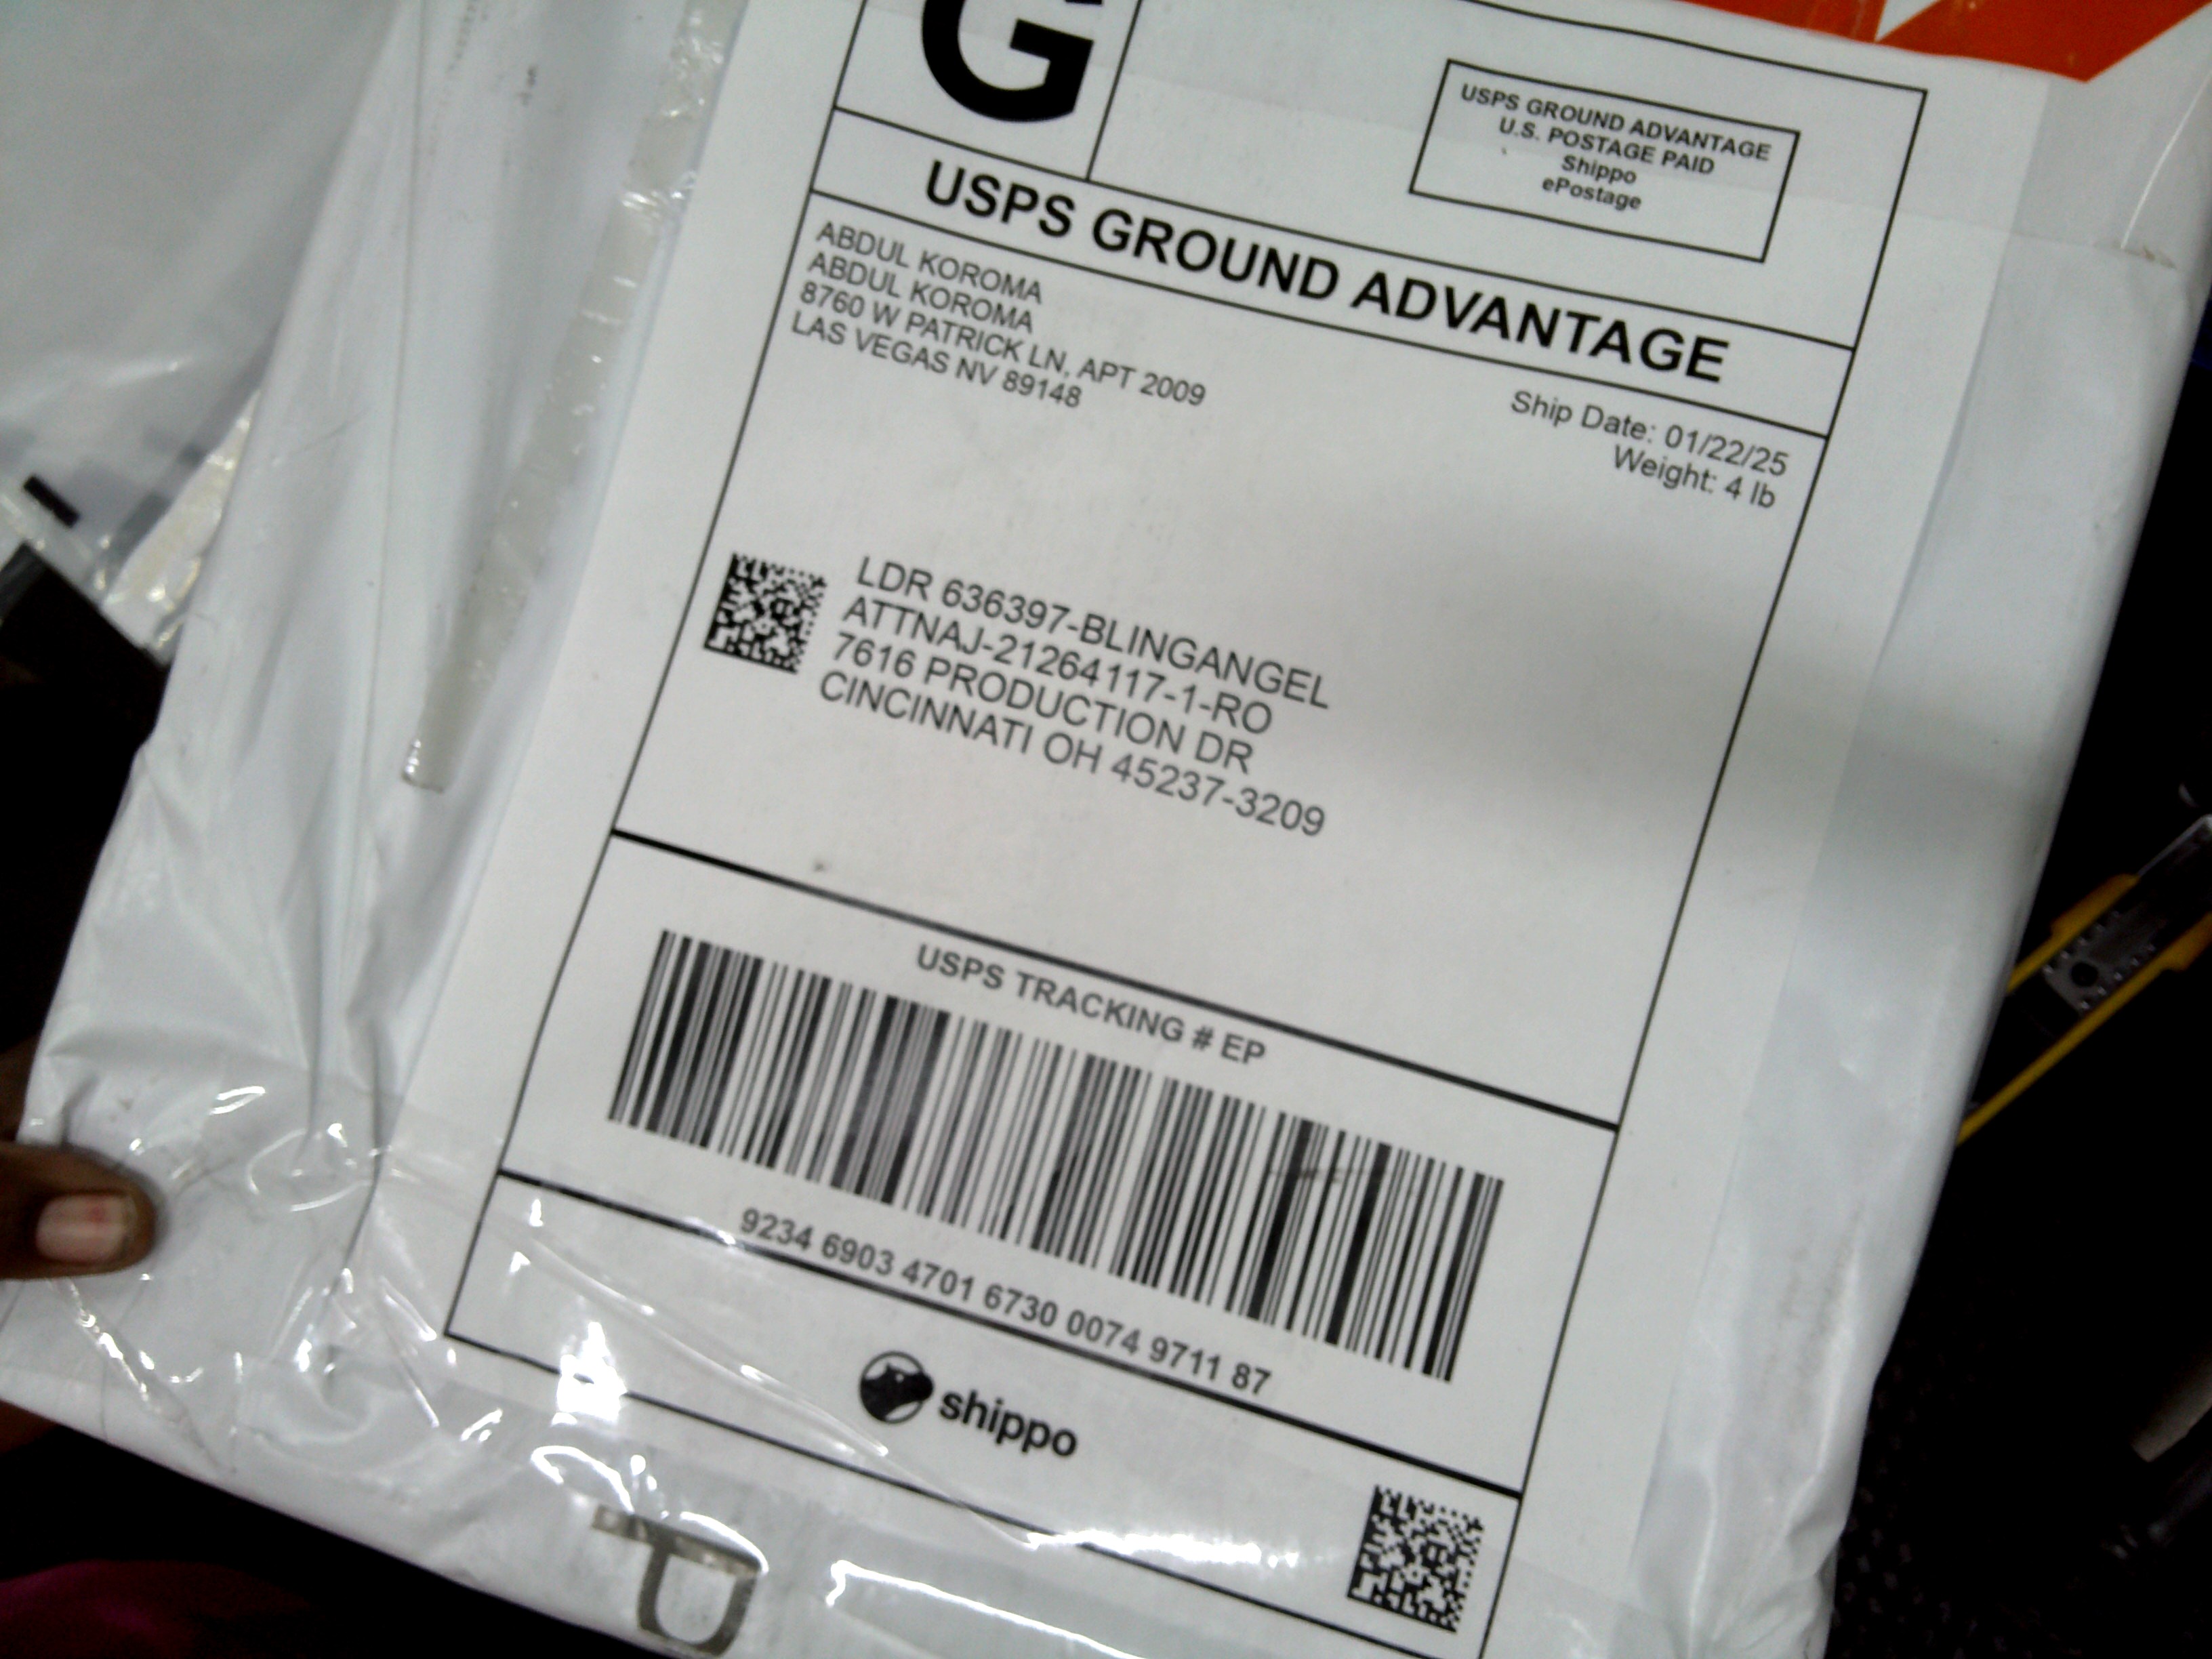 G
USPS GROUND ADVANTAGE
U.S. POSTAGE PAID
Shippo
ePostage
USPS GROUND ADVANTAGE
ABDUL KOROMA
ABDUL KOROMA
8760 W PATRICK LN, APT 2009
LAS VEGAS NV 89148
Ship Date: 01/22/25
Weight: 4 lb
LDR 636397-BLINGANGEL
ATTNAJ-21264117-1-RO
7616 PRODUCTION DR
CINCINNATI OH 45237-3209
USPS TRACKING # EP
9234 6903 4701 6730 0074 9711 87
shippo